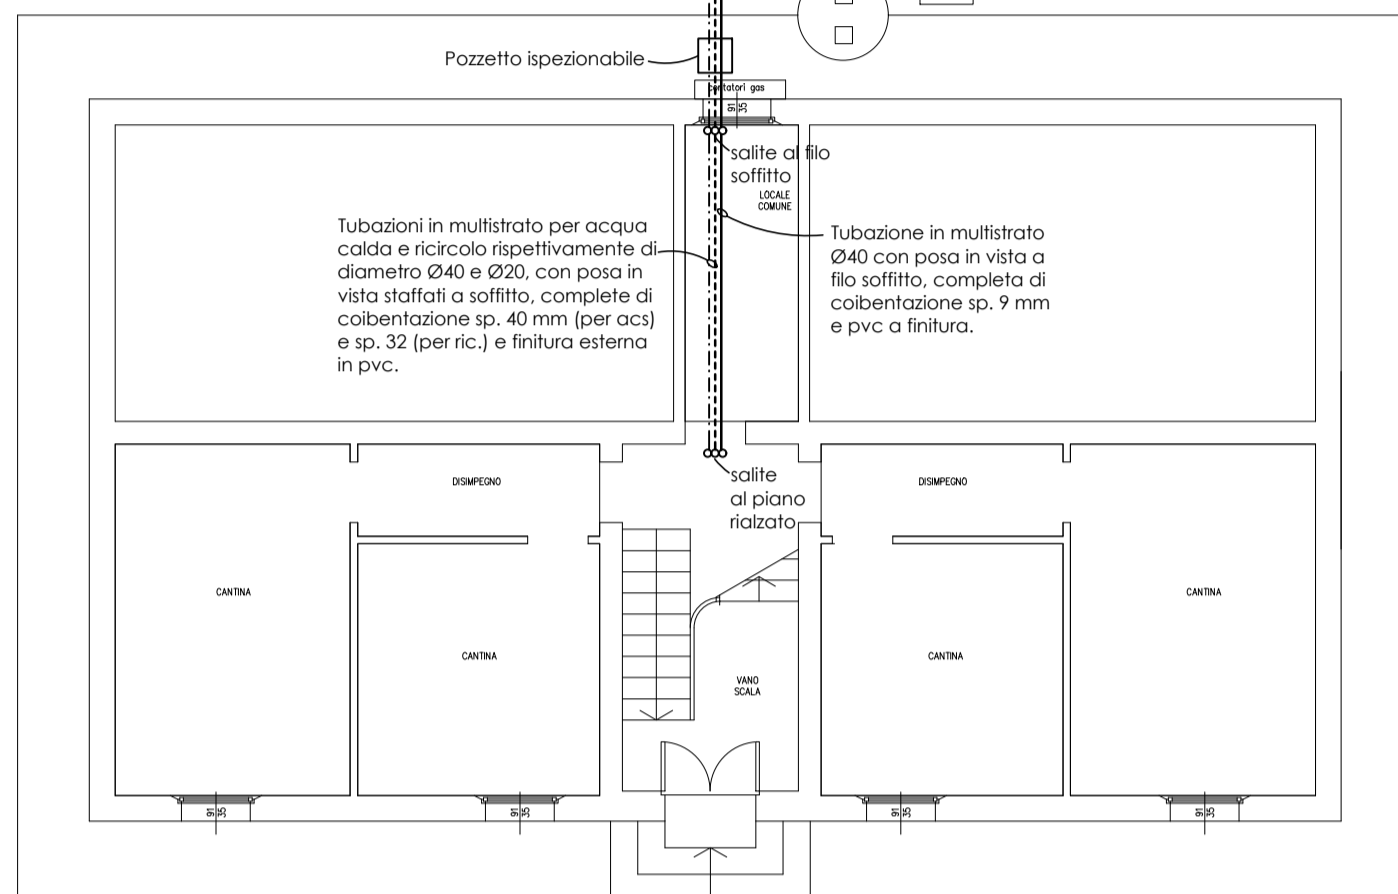 Pozzetto ispezionabile
contatori gas
91
35
salite al filo
soffitto
LOCALE
COMUNE
Tubazioni in multistrato per acqua
calda e ricircolo rispettivamente di
diametro Ø40 e Ø20, con posa in
vista staffati a soffitto, complete di
coibentazione sp. 40 mm (per acs)
e sp. 32 (per ric.) e finitura esterna
in pvc.
Tubazione in multistrato
Ø40 con posa in vista a
filo soffitto, completa di
coibentazione sp. 9 mm
e pvc a finitura.
salite
al piano
rialzato
DISIMPEGNO
DISIMPEGNO
CANTINA
CANTINA
CANTINA
CANTINA
VANO
SCALA
91
35
91
35
91
35
91
35